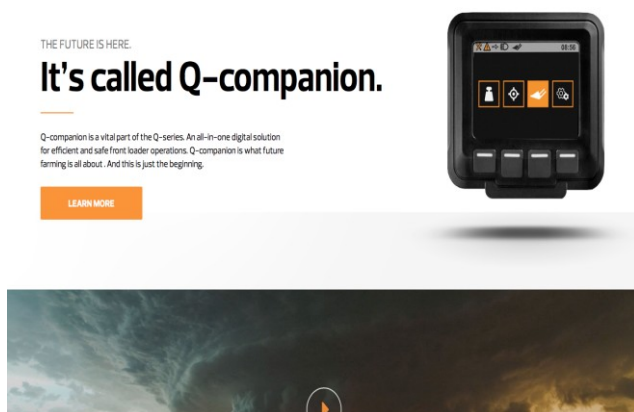 THE FUTURE IS HERE.
It's called Q-companion.
Q-companion is a vital part of the Q-series. An all-in-one digital solution
for efficient and safe front loader operations. Q-companion is what future
farming is all about . And this is just the beginning.
LEARN MORE
08:56